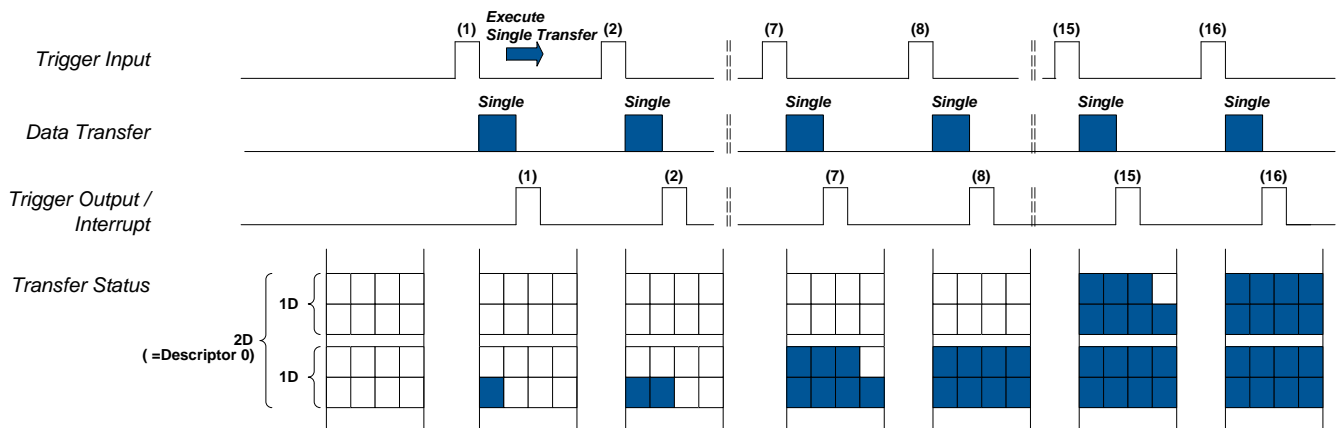 Execute
Single Transfer
(1) (2) (7) (8) (15) (16)
Trigger Input
Single Single Single Single Single Single
Data Transfer
(1) (2) (7) (8) (15) (16)
Trigger Output /
Interrupt
Transfer Status
1D
2D
( =Descriptor 0)
1D